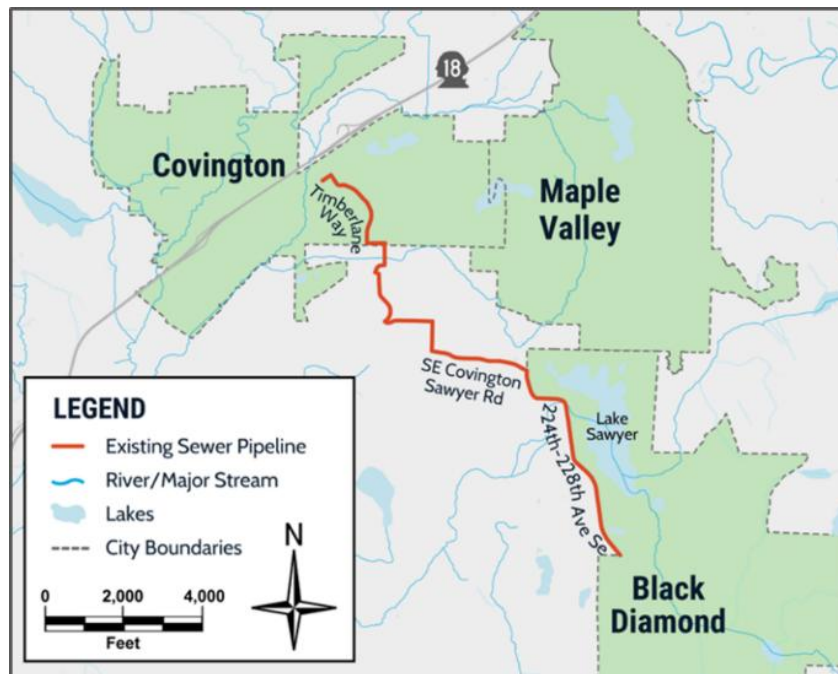 18
Covington
Maple
Valley
Timberlane
Way
SE Covington
Sawyer Rd
Lake
Sawyer
224th-228th Ave Se
Black
Diamond
LEGEND
Existing Sewer Pipeline
River/Major Stream
Lakes
City Boundaries
N
0 2,000 4,000
Feet